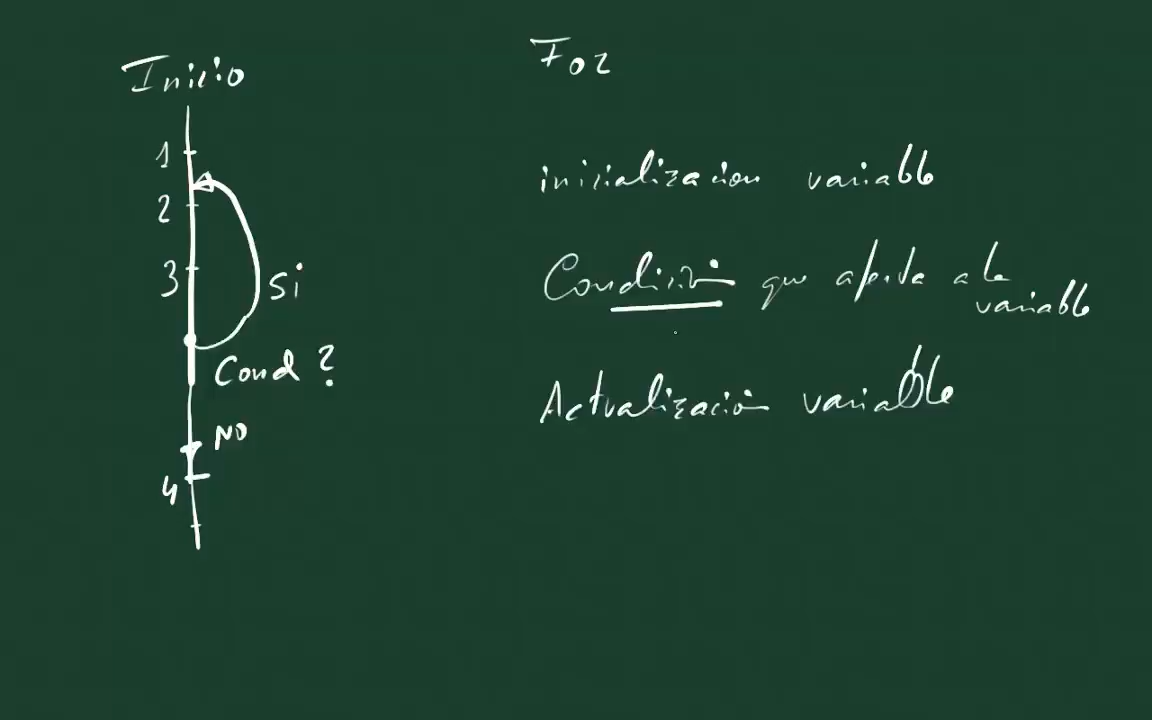 Inicio
1
2
3
Si
Cond ?
NO
4
For
inicialización variable
Condición que afecta a la
variable
Actualización variable